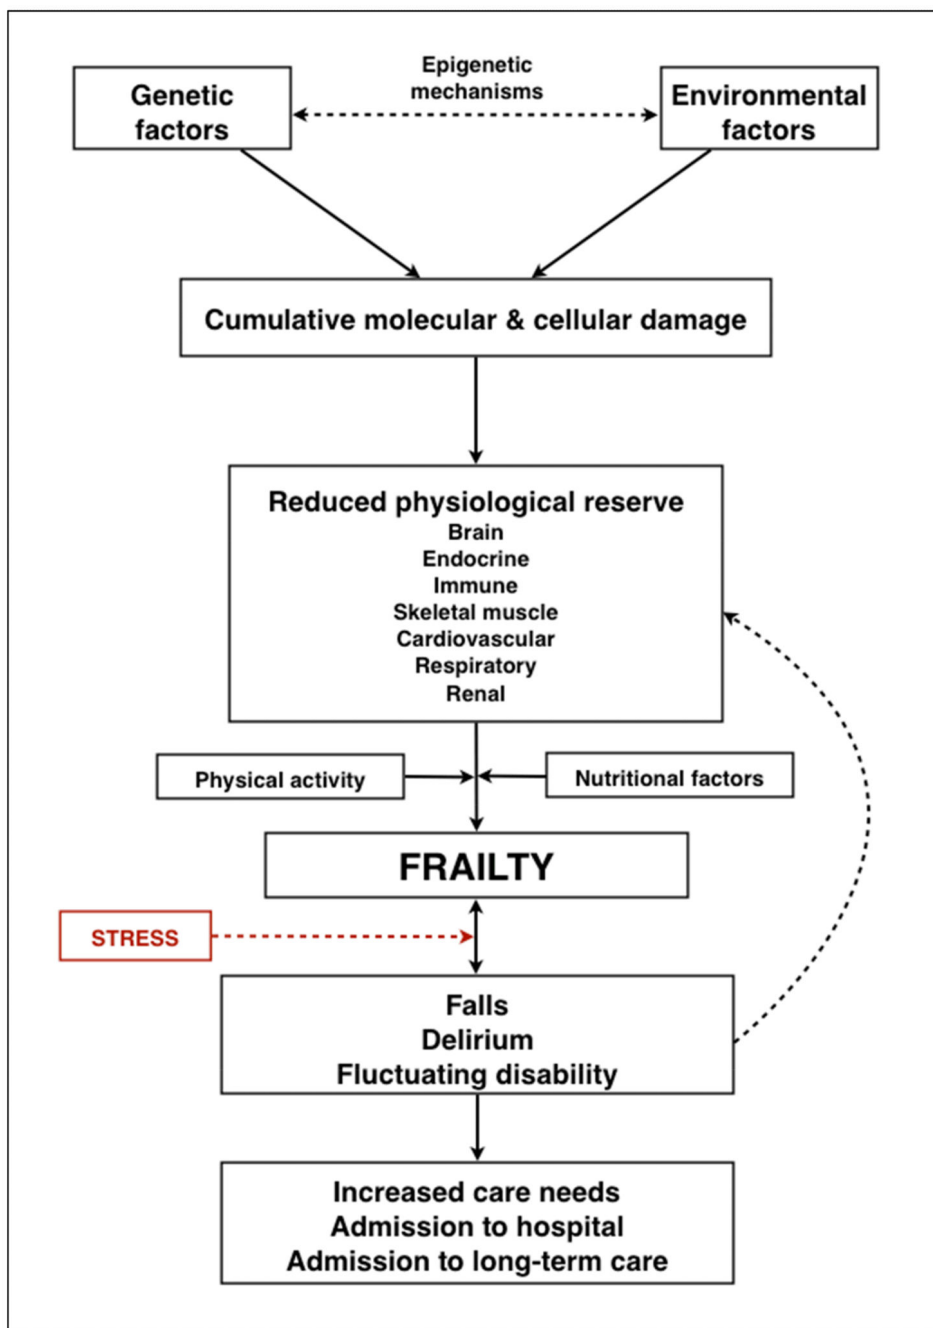 Epigenetic
mechanisms
Genetic
factors
Environmental
factors
Cumulative molecular & cellular damage
Reduced physiological reserve
Brain
Endocrine
Immune
Skeletal muscle
Cardiovascular
Respiratory
Renal
Physical activity
Nutritional factors
FRAILTY
STRESS
Falls
Delirium
Fluctuating disability
Increased care needs
Admission to hospital
Admission to long-term care